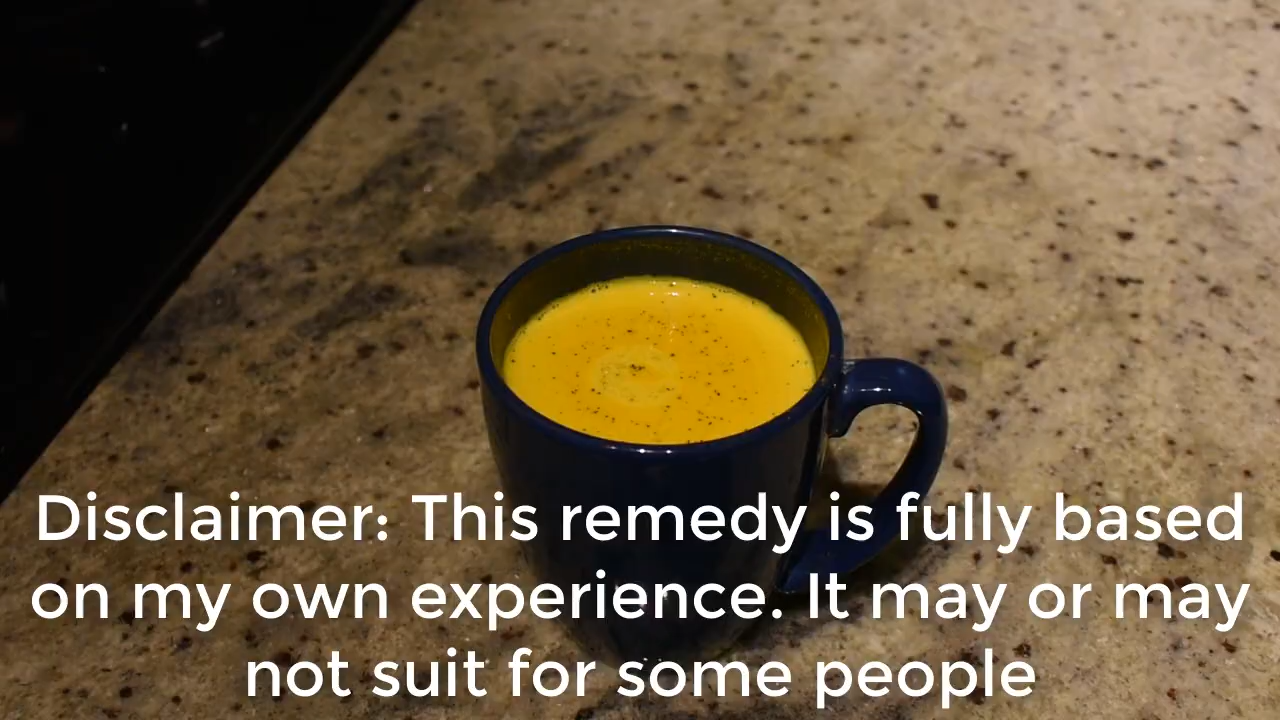 Disclaimer: This remedy is fully based
on my own experience. It may or may
not suit for some people